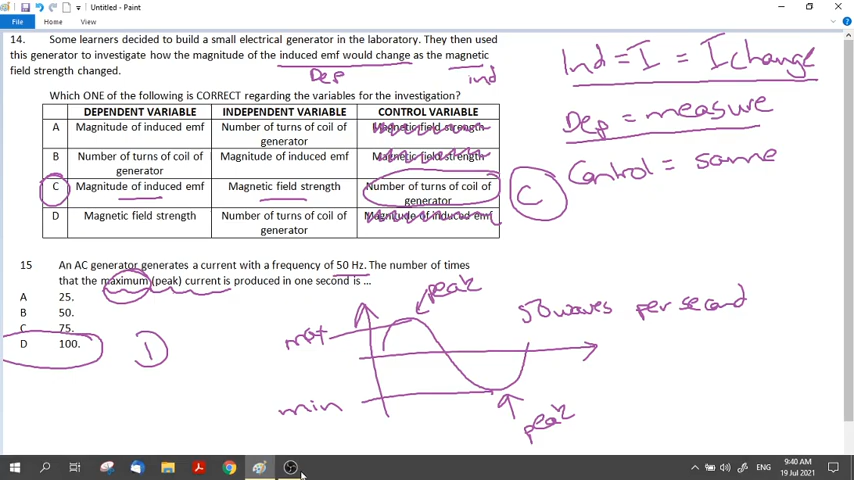 Untitled - Paint
File Home View
14. Some learners decided to build a small electrical generator in the laboratory. They then used
this generator to investigate how the magnitude of the induced emf would change as the magnetic
field strength changed.
Dep
ind
Ind = I = I change
Dep = measure
Control = same
Which ONE of the following is CORRECT regarding the variables for the investigation?
DEPENDENT VARIABLE INDEPENDENT VARIABLE CONTROL VARIABLE
A Magnitude of induced emf Number of turns of coil of generator Magnetic field strength
B Number of turns of coil of generator Magnitude of induced emf Magnetic field strength
C Magnitude of induced emf Magnetic field strength Number of turns of coil of generator
D Magnetic field strength Number of turns of coil of generator Magnitude of induced emf
C
15 An AC generator generates a current with a frequency of 50 Hz. The number of times
that the maximum (peak) current is produced in one second is ...
A 25.
B 50.
C 75.
D 100.
D
peak
50 waves per second
max
min
peak
ENG
9:40 AM
19 Jul 2021